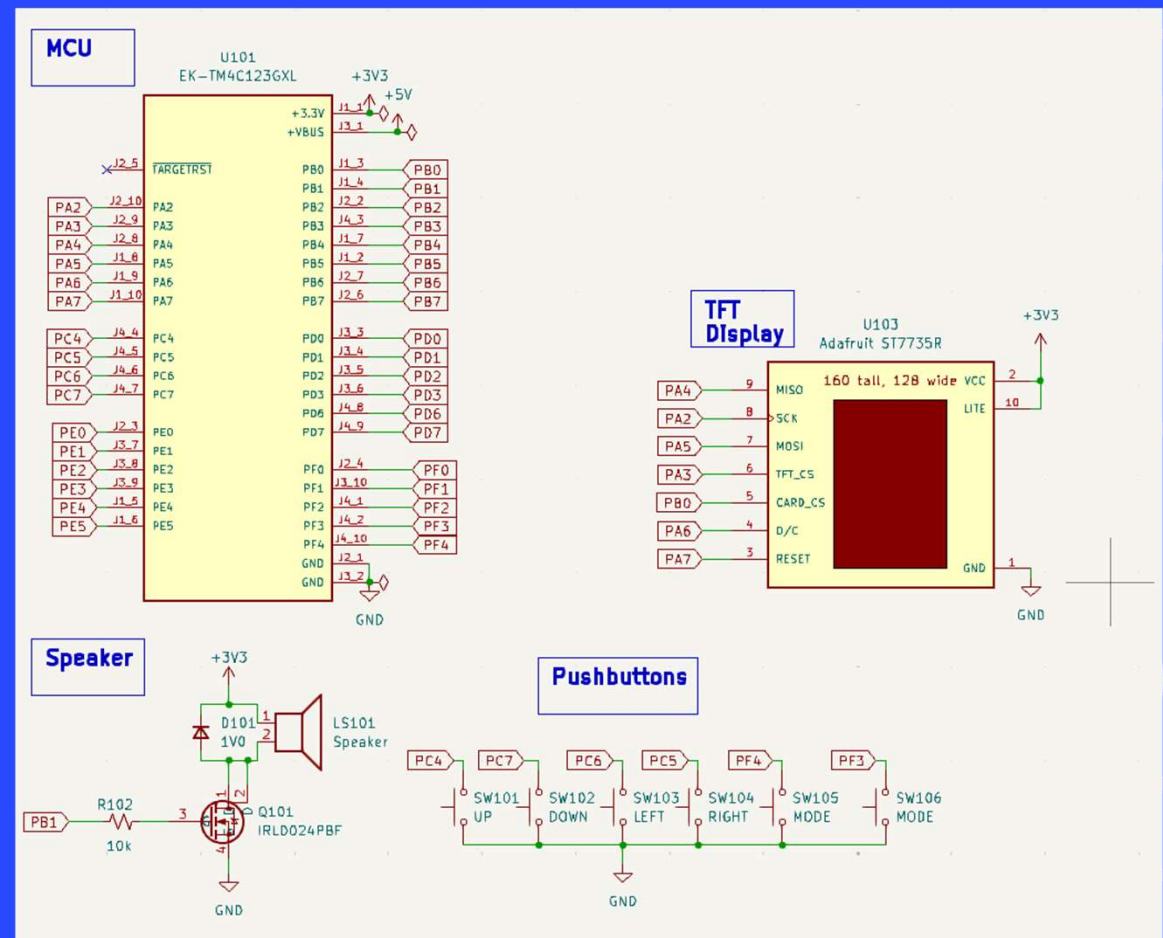 MCU
U101
EK-TM4C123GXL
+3V3
+5V
+3.3V J1_1
+VBUS J3_1
J2_5 TARGETRST
PB0 J1_3 PB0
PB1 J1_4 PB1
PA2 J2_10 PA2 PB2 J2_2 PB2
PA3 J2_9 PA3 PB3 J4_3 PB3
PA4 J2_8 PA4 PB4 J1_7 PB4
PA5 J1_8 PA5 PB5 J1_2 PB5
PA6 J1_9 PA6 PB6 J2_7 PB6
PA7 J1_10 PA7 PB7 J2_6 PB7
PC4 J4_4 PC4 PD0 J3_3 PD0
PC5 J4_5 PC5 PD1 J3_4 PD1
PC6 J4_6 PC6 PD2 J3_5 PD2
PC7 J4_7 PC7 PD3 J3_6 PD3
PD6 J4_8 PD6
PE0 J2_3 PE0 PD7 J4_9 PD7
PE1 J3_7 PE1
PE2 J3_8 PE2 PF0 J2_4 PF0
PE3 J3_9 PE3 PF1 J3_10 PF1
PE4 J1_5 PE4 PF2 J4_1 PF2
PE5 J1_6 PE5 PF3 J4_2 PF3
PF4 J4_10 PF4
GND J2_1
GND J3_2
GND
TFT
DIsplay
U103
Adafruit ST7735R
+3V3
160 tall, 128 wide VCC 2
LITE 10
PA4 9 MISO
PA2 8 SCK
PA5 7 MOSI
PA3 6 TFT_CS
PB0 5 CARD_CS
PA6 4 D/C
PA7 3 RESET
GND 1
GND
Speaker
+3V3
D101
1V0
1
2
LS101
Speaker
1
2
D
PB1
R102
10k
3
Q101
IRLD024PBF
4
GND
Pushbuttons
PC4 PC7 PC6 PC5 PF4 PF3
SW101 SW102 SW103 SW104 SW105 SW106
UP DOWN LEFT RIGHT MODE MODE
GND